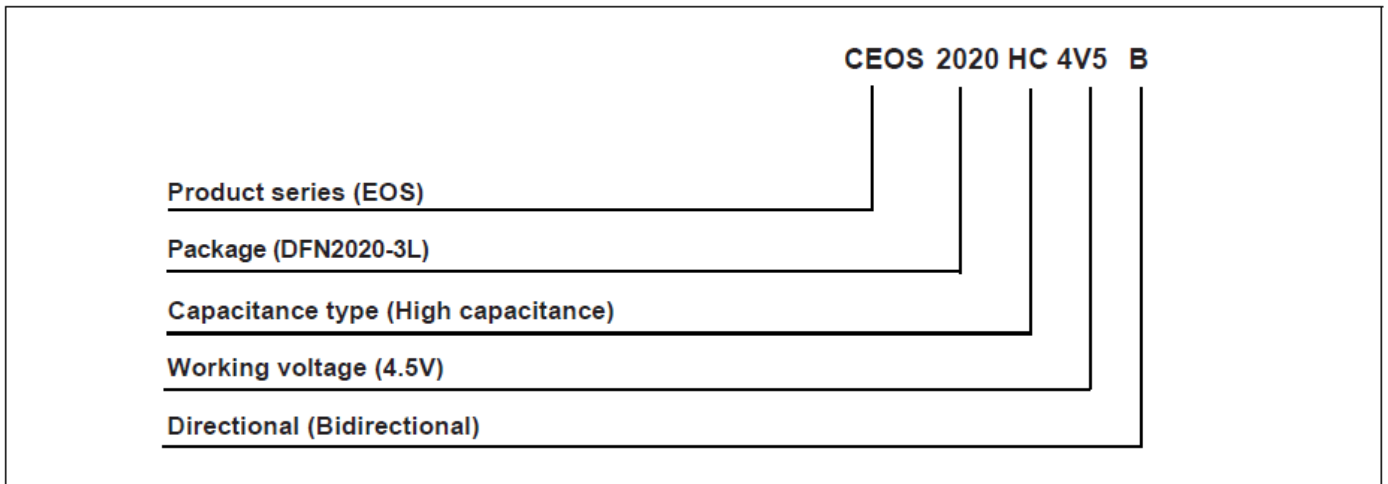 CEOS 2020 HC 4V5 B
Product series (EOS)
Package (DFN2020-3L)
Capacitance type (High capacitance)
Working voltage (4.5V)
Directional (Bidirectional)